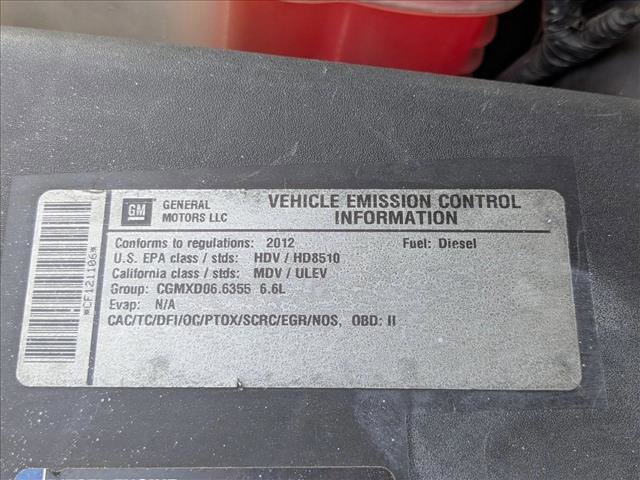 GM
GENERAL
MOTORS LLC
VEHICLE EMISSION CONTROL
INFORMATION
Conforms to regulations: 2012 Fuel: Diesel
U.S. EPA class / stds: HDV / HD8510
California class / stds: MDV / ULEV
Group: CGMXD06.6355 6.6L
Evap: N/A
CAC/TC/DFI/OC/PTOX/SCRC/EGR/NOS, OBD: II
*CF121106*